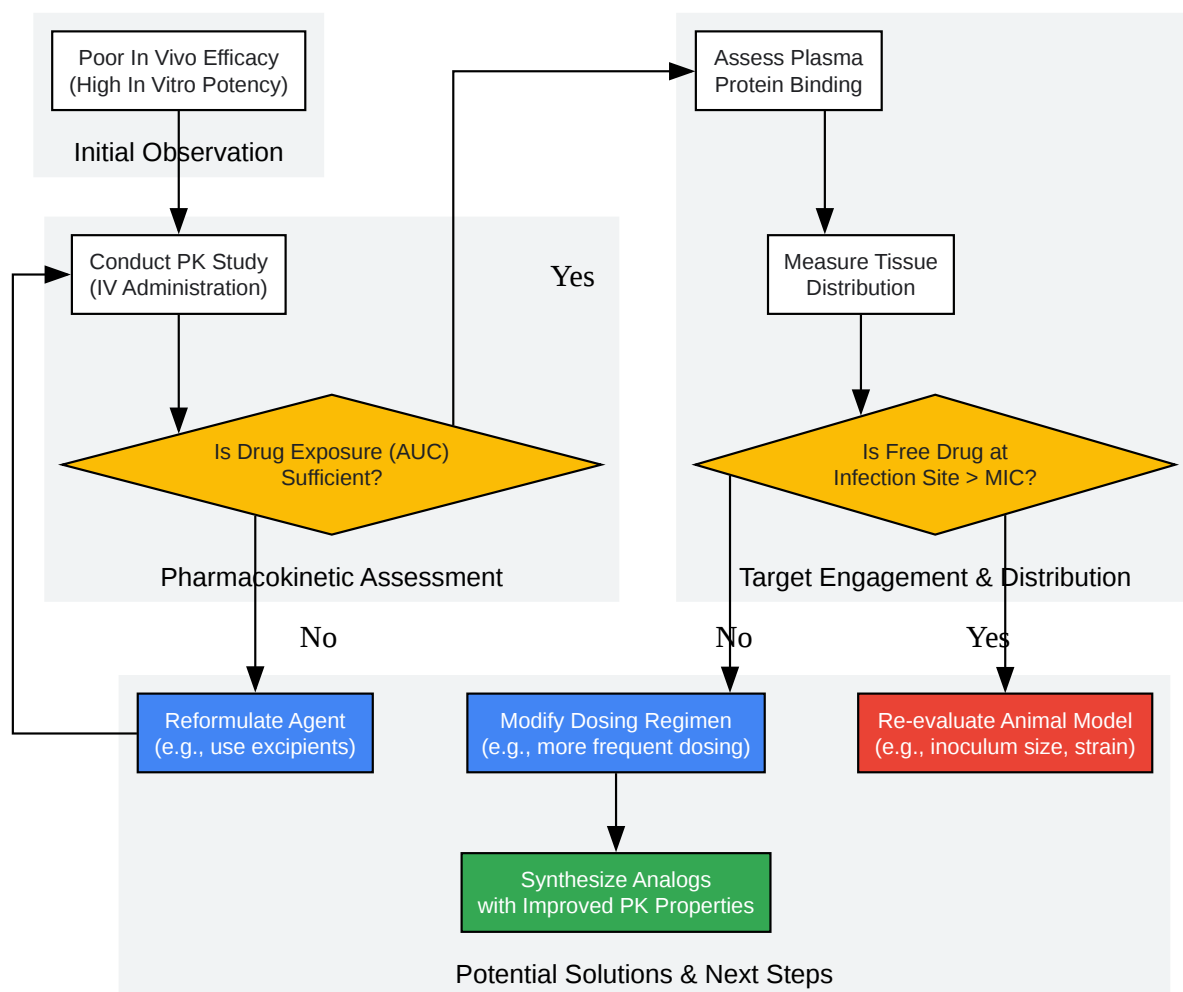 Poor In Vivo Efficacy
(High In Vitro Potency)
Initial Observation
Conduct PK Study
(IV Administration)
Yes
Is Drug Exposure (AUC)
Sufficient?
Pharmacokinetic Assessment
No
Assess Plasma
Protein Binding
Measure Tissue
Distribution
Is Free Drug at
Infection Site > MIC?
Target Engagement & Distribution
No
Yes
Reformulate Agent
(e.g., use excipients)
Modify Dosing Regimen
(e.g., more frequent dosing)
Re-evaluate Animal Model
(e.g., inoculum size, strain)
Synthesize Analogs
with Improved PK Properties
Potential Solutions & Next Steps